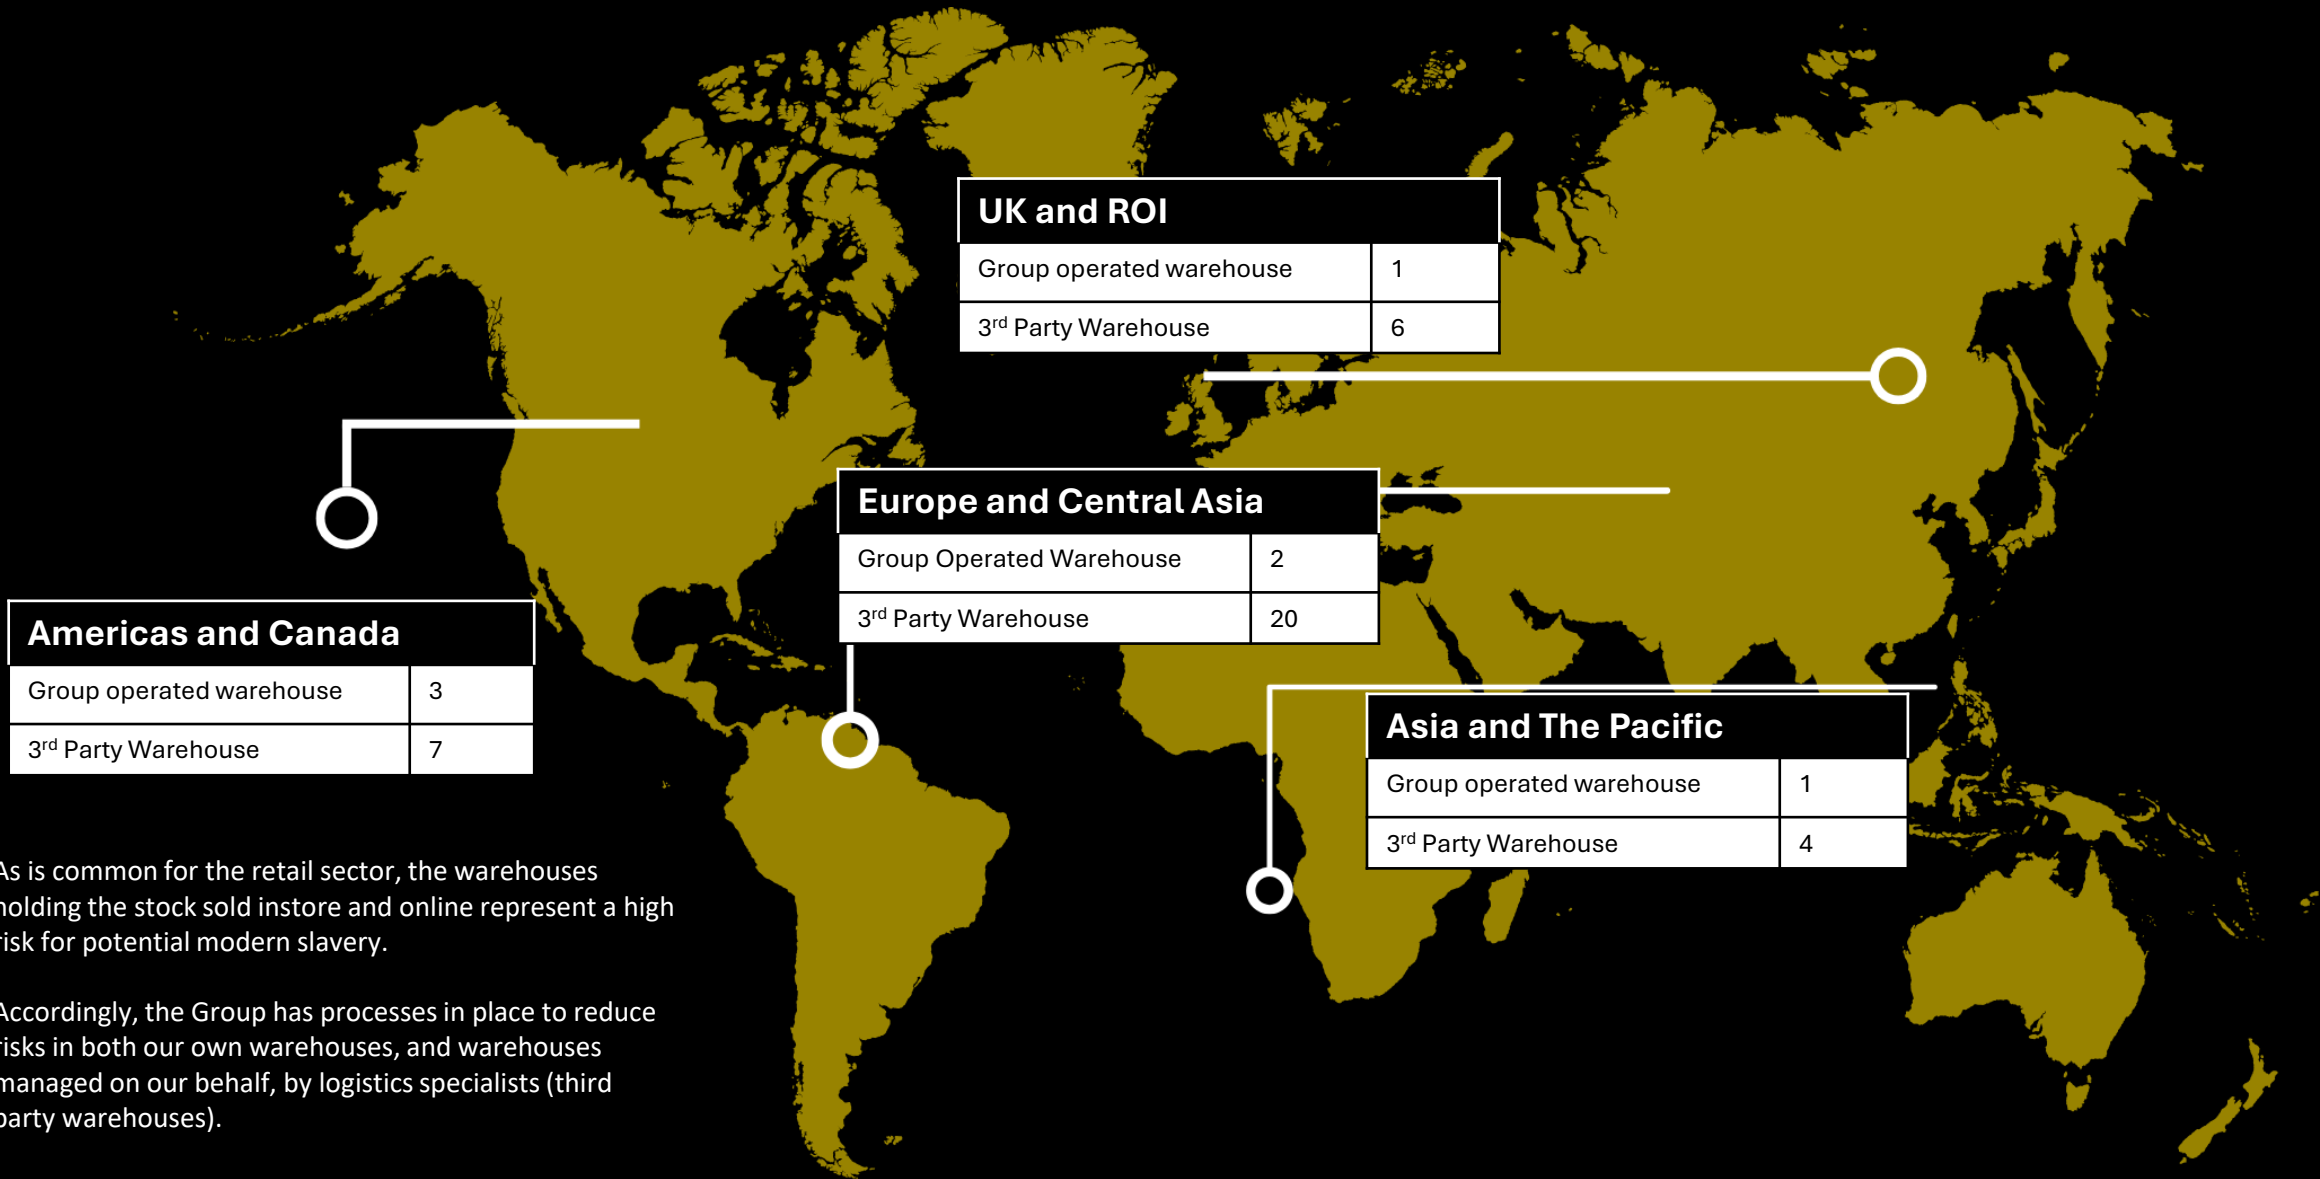 UK and ROI
Group operated warehouse 1
3rd Party Warehouse 6
Europe and Central Asia
Group Operated Warehouse 2
3rd Party Warehouse 20
Americas and Canada
Group operated warehouse 3
3rd Party Warehouse 7
Asia and The Pacific
Group operated warehouse 1
3rd Party Warehouse 4
As is common for the retail sector, the warehouses
holding the stock sold instore and online represent a high
risk for potential modern slavery.
Accordingly, the Group has processes in place to reduce
risks in both our own warehouses, and warehouses
managed on our behalf, by logistics specialists (third
party warehouses).